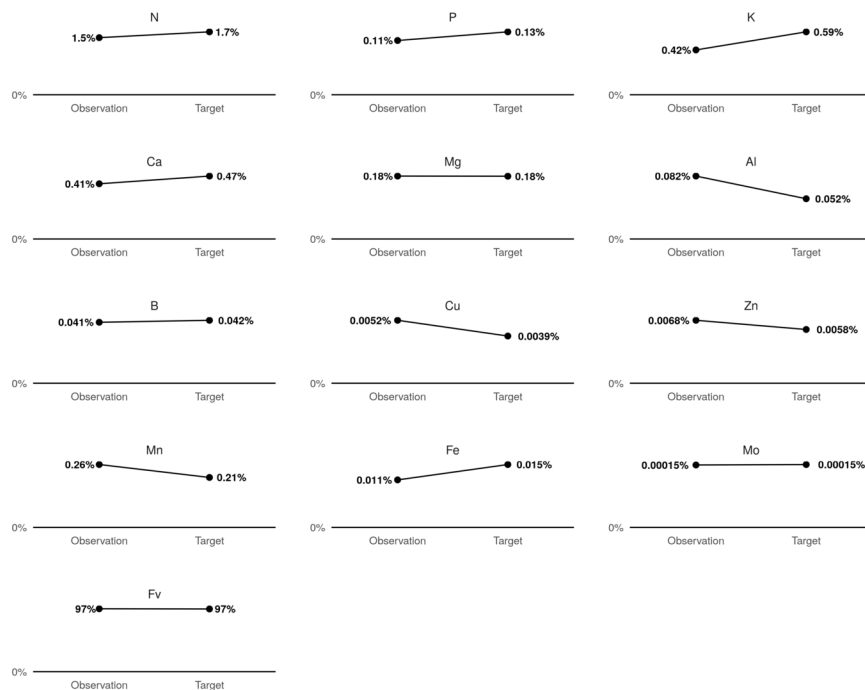 N P K
1.5% 1.7% 0.11% 0.13% 0.42% 0.59%
0% 0% 0%
Observation Target Observation Target Observation Target
Ca Mg Al
0.41% 0.47% 0.18% 0.18% 0.082% 0.052%
0% 0% 0%
Observation Target Observation Target Observation Target
B Cu Zn
0.041% 0.042% 0.0052% 0.0039% 0.0068% 0.0058%
0% 0% 0%
Observation Target Observation Target Observation Target
Mn Fe Mo
0.26% 0.21% 0.011% 0.015% 0.00015% 0.00015%
0% 0% 0%
Observation Target Observation Target Observation Target
Fv
97% 97%
0%
Observation Target